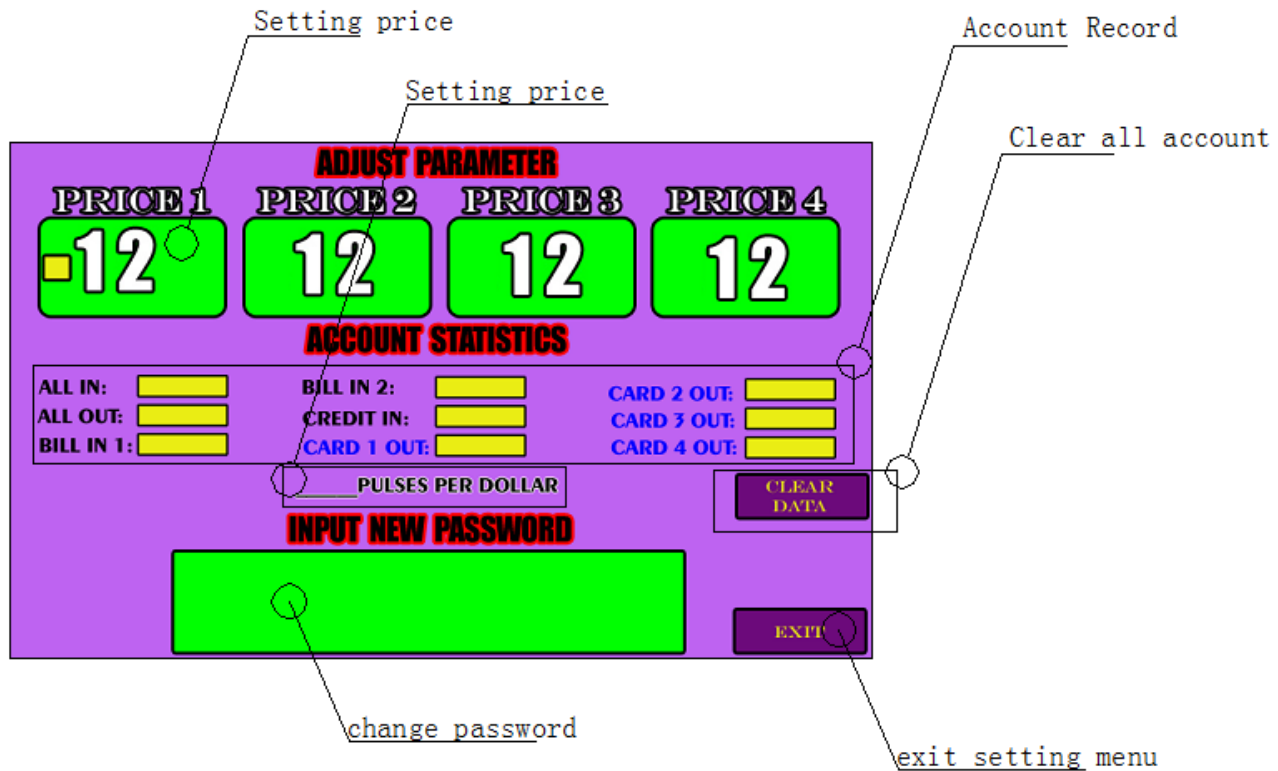 Setting price
Account Record
Setting price
Clear all account
ADJUST PARAMETER
PRICE 1 PRICE 2 PRICE 3 PRICE 4
12 12 12 12
ACCOUNT STATISTICS
ALL IN: BILL IN 2: CARD 2 OUT:
ALL OUT: CREDIT IN: CARD 3 OUT:
BILL IN 1: CARD 1 OUT: CARD 4 OUT:
_____PULSES PER DOLLAR
CLEAR
DATA
INPUT NEW PASSWORD
EXIT
change password
exit setting menu